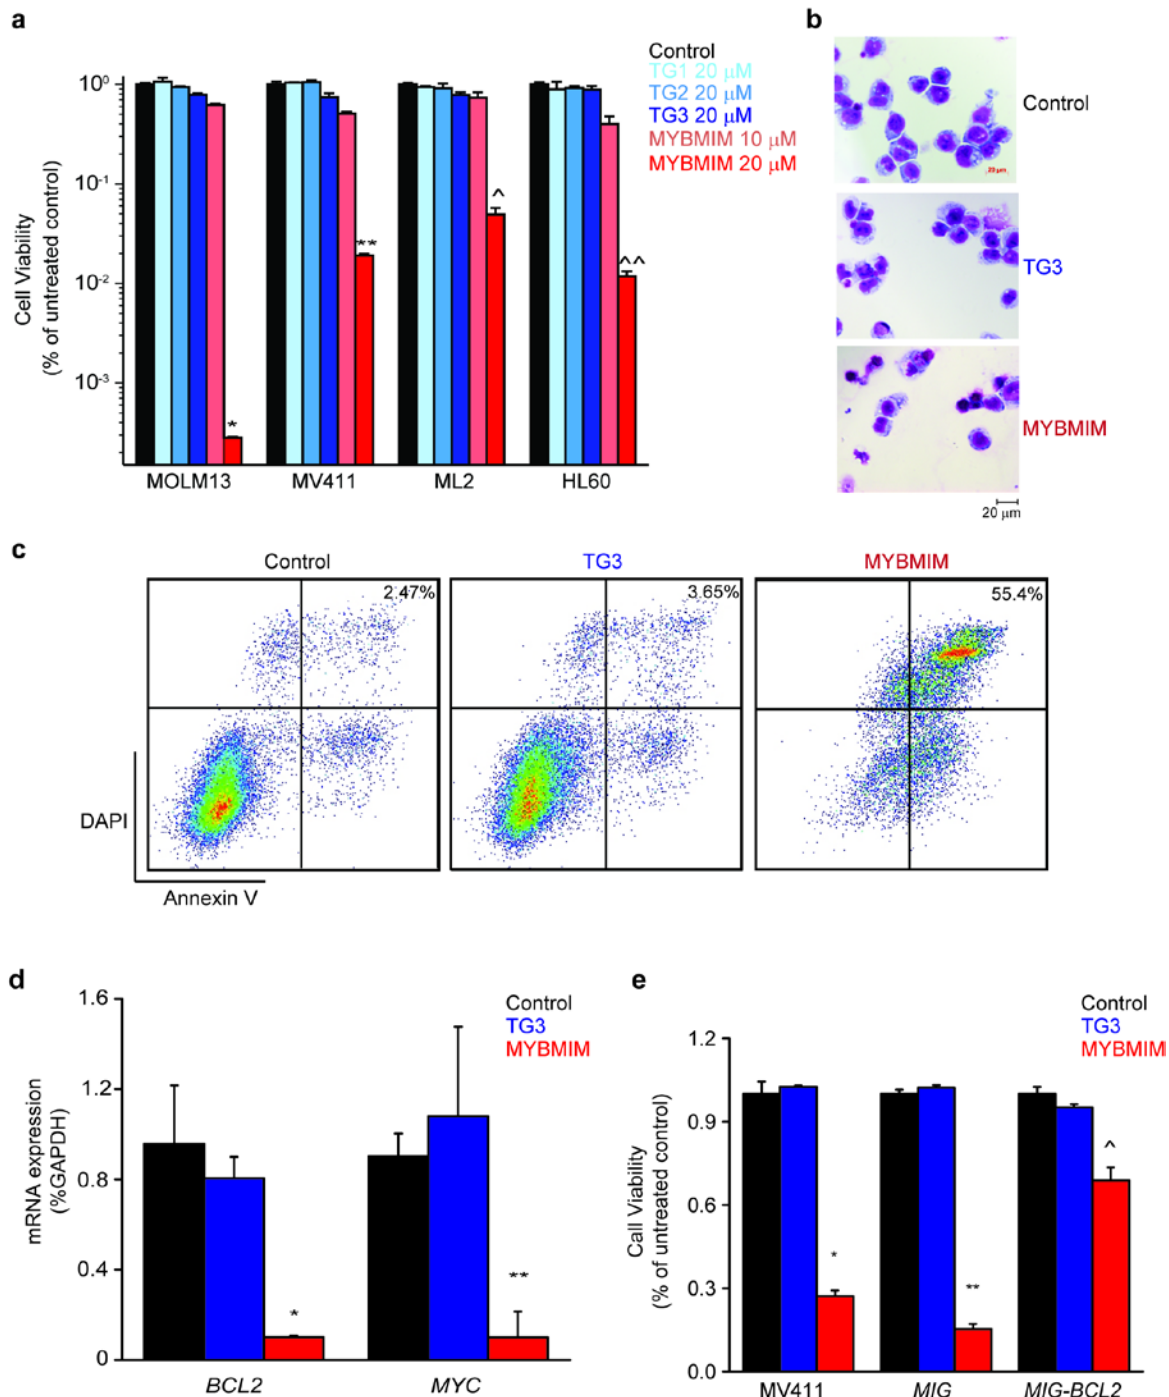 a
Control
TG1 20 μM
TG2 20 μM
TG3 20 μM
MYBMIM 10 μM
MYBMIM 20 μM
Cell Viability
(% of untreated control)
10⁰
10⁻¹
10⁻²
10⁻³
*
**
^
^^
MOLM13
MV411
ML2
HL60
b
Control
20 μm
TG3
MYBMIM
20 μm
c
Control
TG3
MYBMIM
2.47%
3.65%
55.4%
DAPI
Annexin V
d
Control
TG3
MYBMIM
mRNA expression
(%GAPDH)
1.6
1.2
0.8
0.4
0
*
**
BCL2
MYC
e
Control
TG3
MYBMIM
Call Viability
(% of untreated control)
1.2
0.9
0.6
0.3
0.0
*
**
^
MV411
MIG
MIG-BCL2